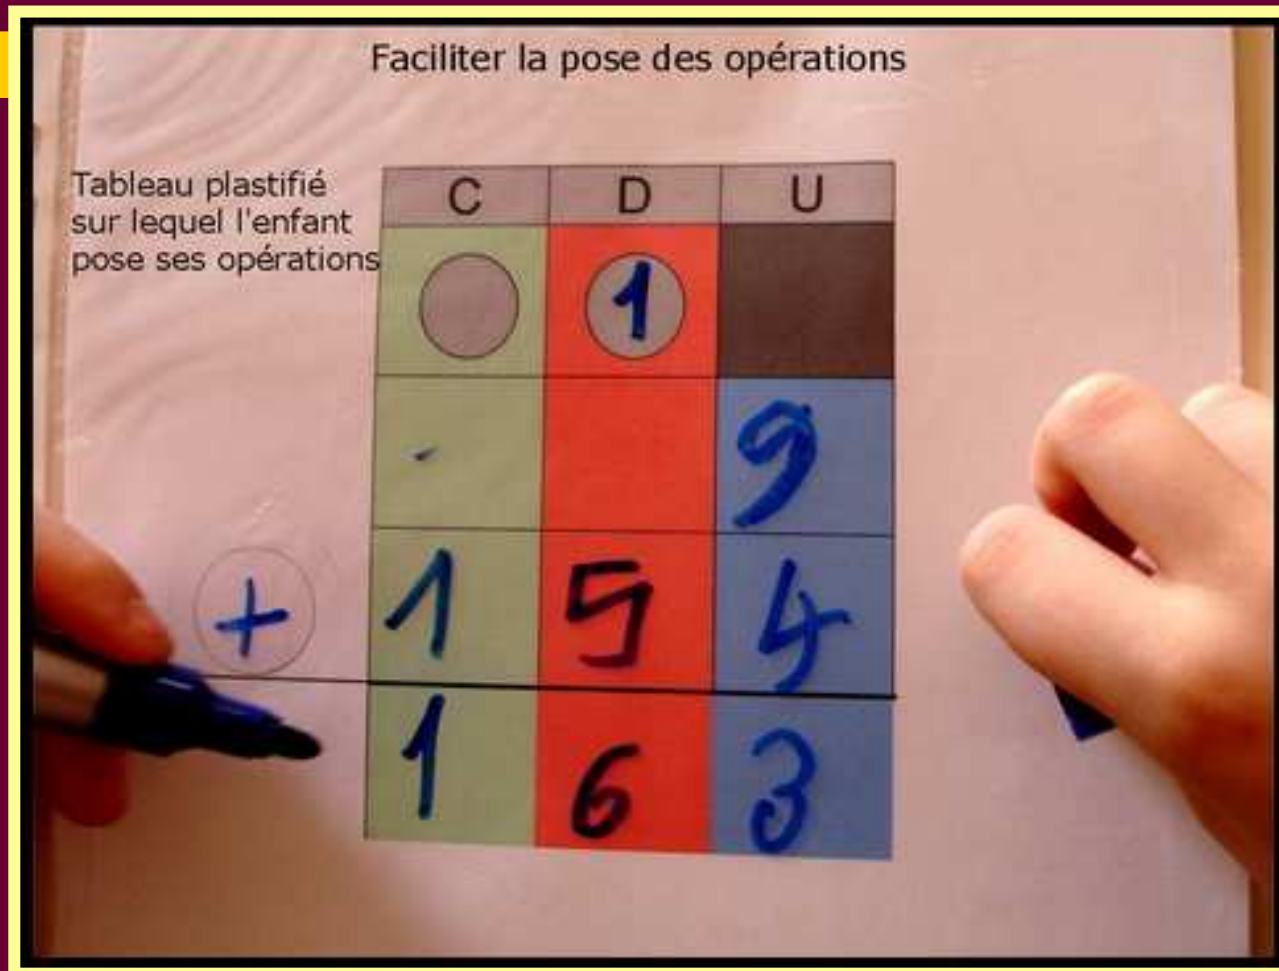 Faciliter la pose des opérations
Tableau plastifié
sur lequel l'enfant
pose ses opérations
C D U
1
9
+ 1 5 4
1 6 3